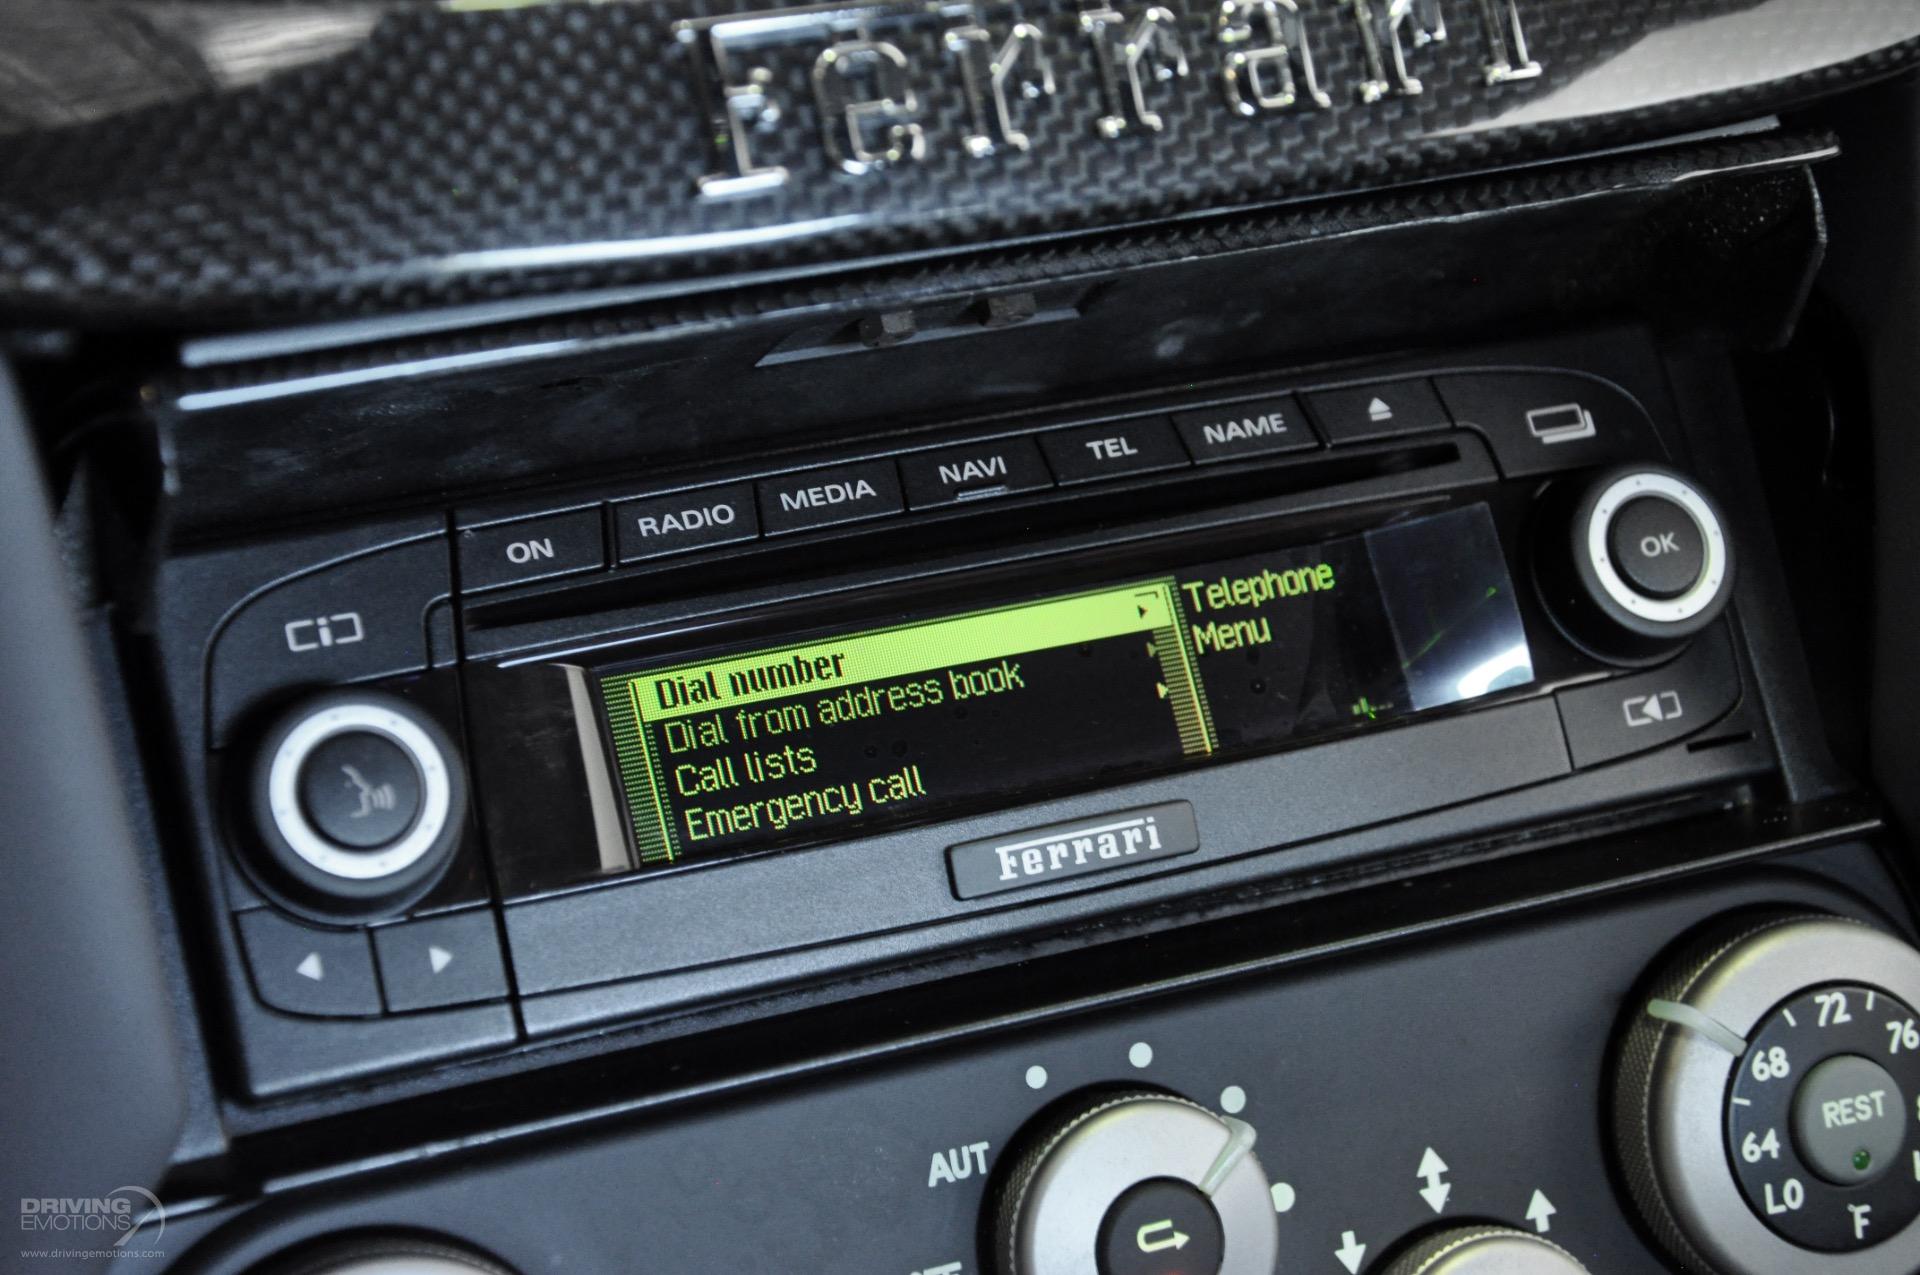 Ferrari
ON
RADIO
MEDIA
NAVI
TEL
NAME
OK
Dial number
Dial from address book
Call lists
Emergency call
Telephone
Menu
Ferrari
AUT
72
76
68
64
LO
REST
F
DRIVING
EMOTIONS
www.drivingemotions.com